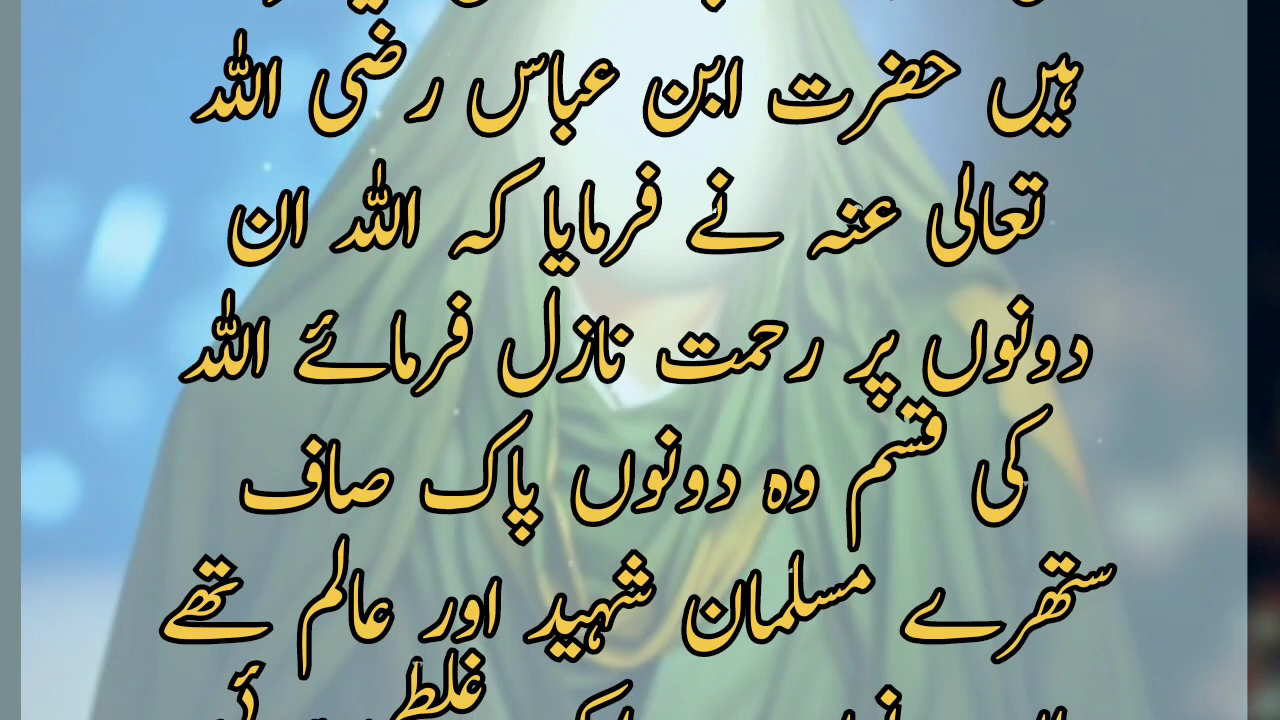 ہیں حضرت ابن عباس رضی اللہ
تعالی عنہ نے فرمایا کہ اللہ ان
دونوں پر رحمت نازل فرمائے اللہ
کی قسم وہ دونوں پاک صاف
ستھرے مسلمان شہید اور عالم تھے
غلطی